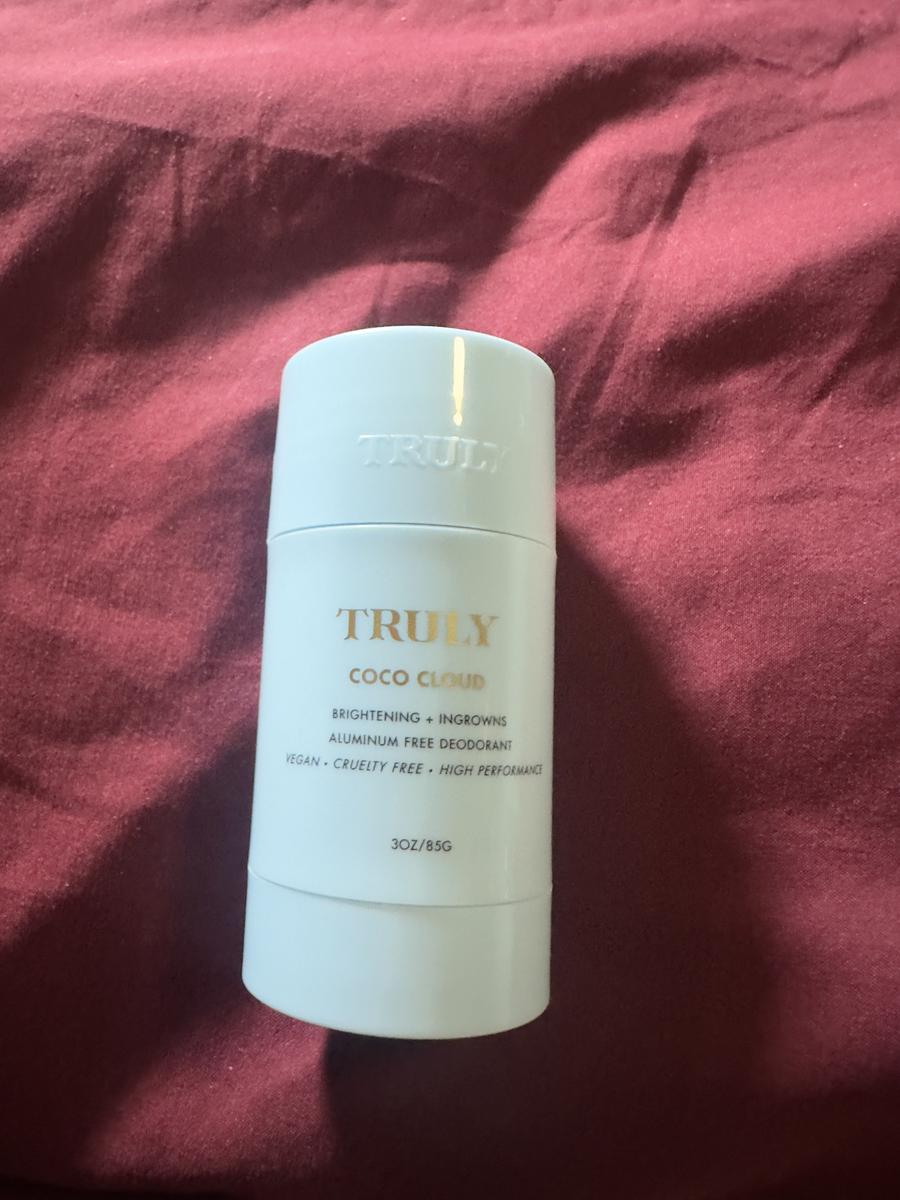 TRULY
TRULY
COCO CLOUD
BRIGHTENING + INGROWNS
ALUMINUM FREE DEODORANT
VEGAN • CRUELTY FREE • HIGH PERFORMANCE
3OZ/85G